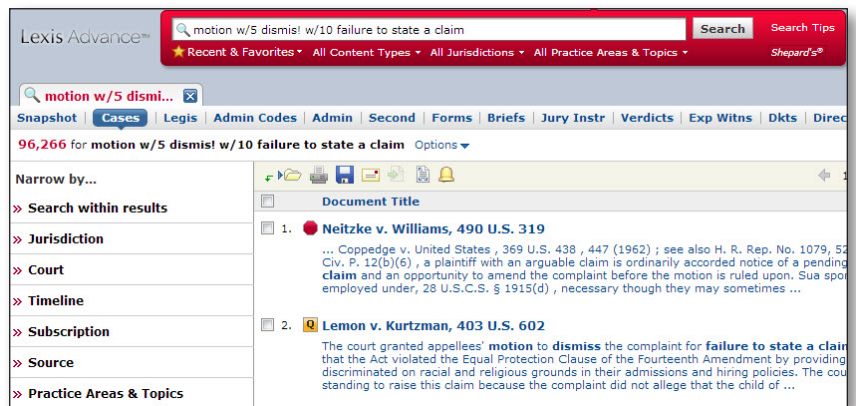 Lexis Advance™
motion w/5 dismis! w/10 failure to state a claim
Search
Search Tips
Recent & Favorites
All Content Types
All Jurisdictions
All Practice Areas & Topics
Shepard's®
motion w/5 dismi...
Snapshot | Cases | Legis | Admin Codes | Admin | Second | Forms | Briefs | Jury Instr | Verdicts | Exp Witns | Dkts | Direc
96,266 for motion w/5 dismis! w/10 failure to state a claim Options
Narrow by...
» Search within results
» Jurisdiction
» Court
» Timeline
» Subscription
» Source
» Practice Areas & Topics
1
Document Title
1. Neitzke v. Williams, 490 U.S. 319
... Coppedge v. United States , 369 U.S. 438 , 447 (1962) ; see also H. R. Rep. No. 1079, 52
Civ. P. 12(b)(6) , a plaintiff with an arguable claim is ordinarily accorded notice of a pending
claim and an opportunity to amend the complaint before the motion is ruled upon. Sua spor
employed under, 28 U.S.C.S. § 1915(d) , necessary though they may sometimes ...
2. Q Lemon v. Kurtzman, 403 U.S. 602
The court granted appellees' motion to dismiss the complaint for failure to state a clain
that the Act violated the Equal Protection Clause of the Fourteenth Amendment by providing
discriminated on racial and religious grounds in their admissions and hiring policies. The cou
standing to raise this claim because the complaint did not allege that the child of ...